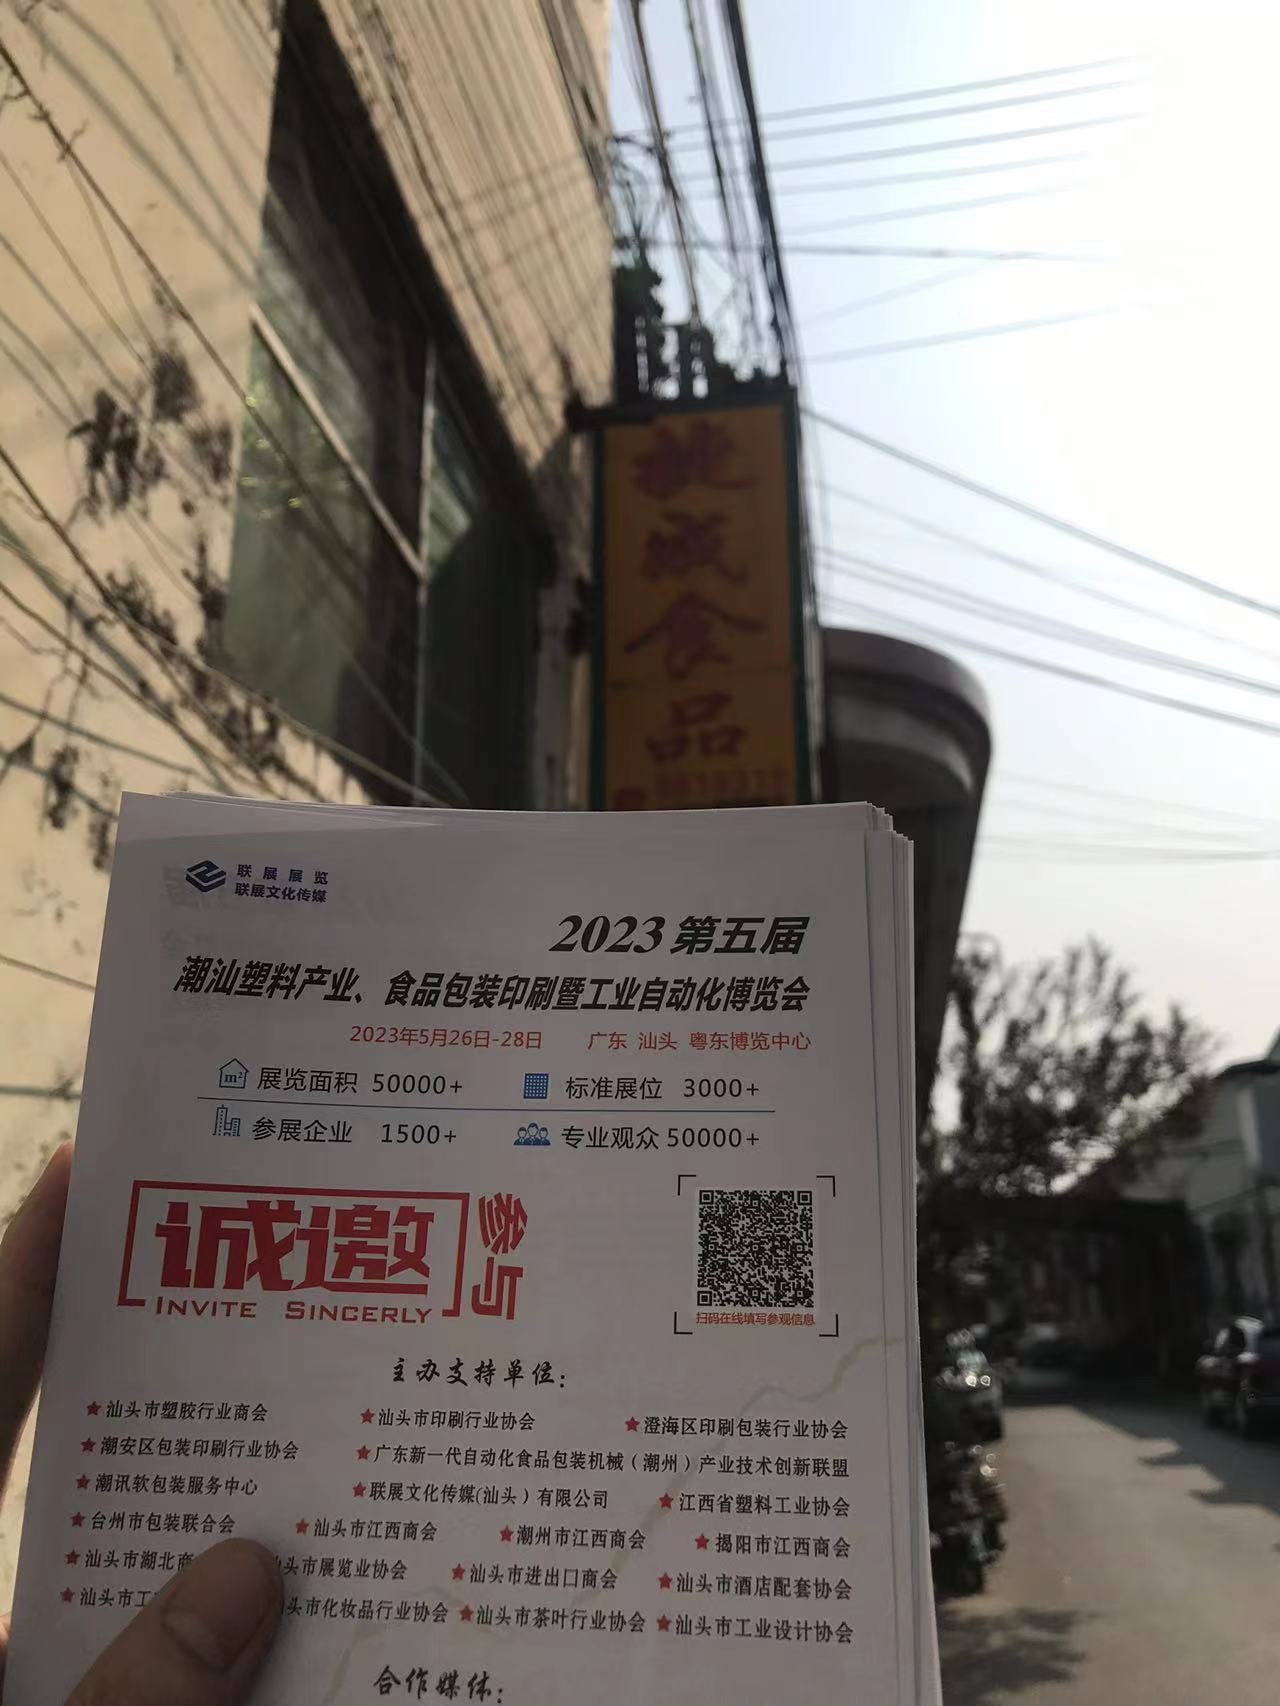 食品
联展展览
联展文化传媒
2023第五届
潮汕塑料产业、食品包装印刷暨工业自动化博览会
2023年5月26日-28日 广东 汕头 粤东博览中心
m²
展览面积 50000+ 标准展位 3000+
参展企业 1500+ 专业观众 50000+
诚邀
参与
INVITE SINCERLY
扫码在线填写参观信息
主办支持单位：
★汕头市塑胶行业商会 ★汕头市印刷行业协会 ★澄海区印刷包装行业协会
★潮安区包装印刷行业协会 ★广东新一代自动化食品包装机械（潮州）产业技术创新联盟
★潮讯软包装服务中心 ★联展文化传媒(汕头）有限公司 ★江西省塑料工业协会
★台州市包装联合会 ★汕头市江西商会 ★潮州市江西商会 ★揭阳市江西商会
★汕头市湖北商 头市展览业协会 ★汕头市进出口商会 ★汕头市酒店配套协会
★汕头市工 头市化妆品行业协会 ★汕头市茶叶行业协会 ★汕头市工业设计协会
合作媒体：